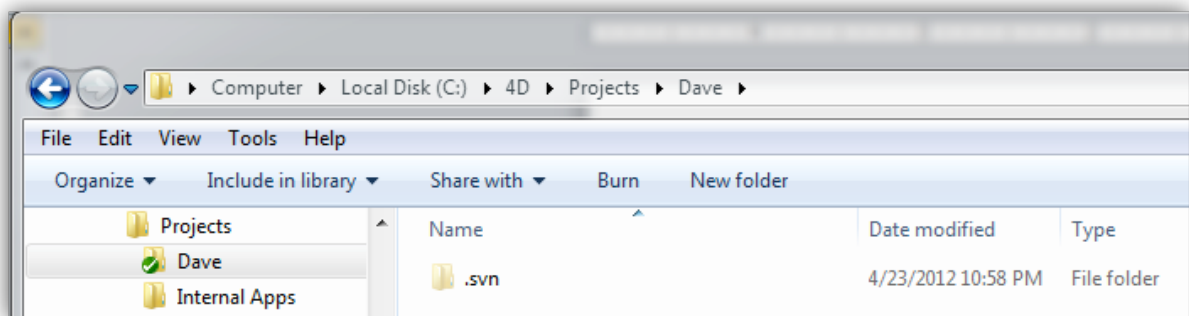 Computer Local Disk (C:) 4D Projects Dave
File Edit View Tools Help
Organize Include in library Share with Burn New folder
Projects Name Date modified Type
Dave
.svn 4/23/2012 10:58 PM File folder
Internal Apps